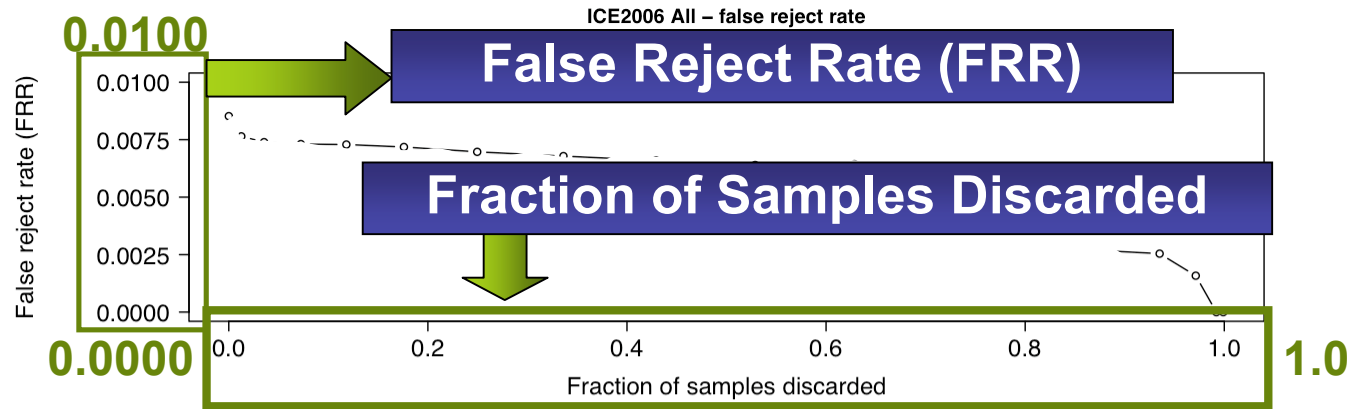 ICE2006 All – false reject rate
0.0100
False Reject Rate (FRR)
False reject rate (FRR)
0.0100
0.0075
0.0050
0.0025
0.0000
Fraction of Samples Discarded
0.0000
0.0 0.2 0.4 0.6 0.8 1.0
1.0
Fraction of samples discarded